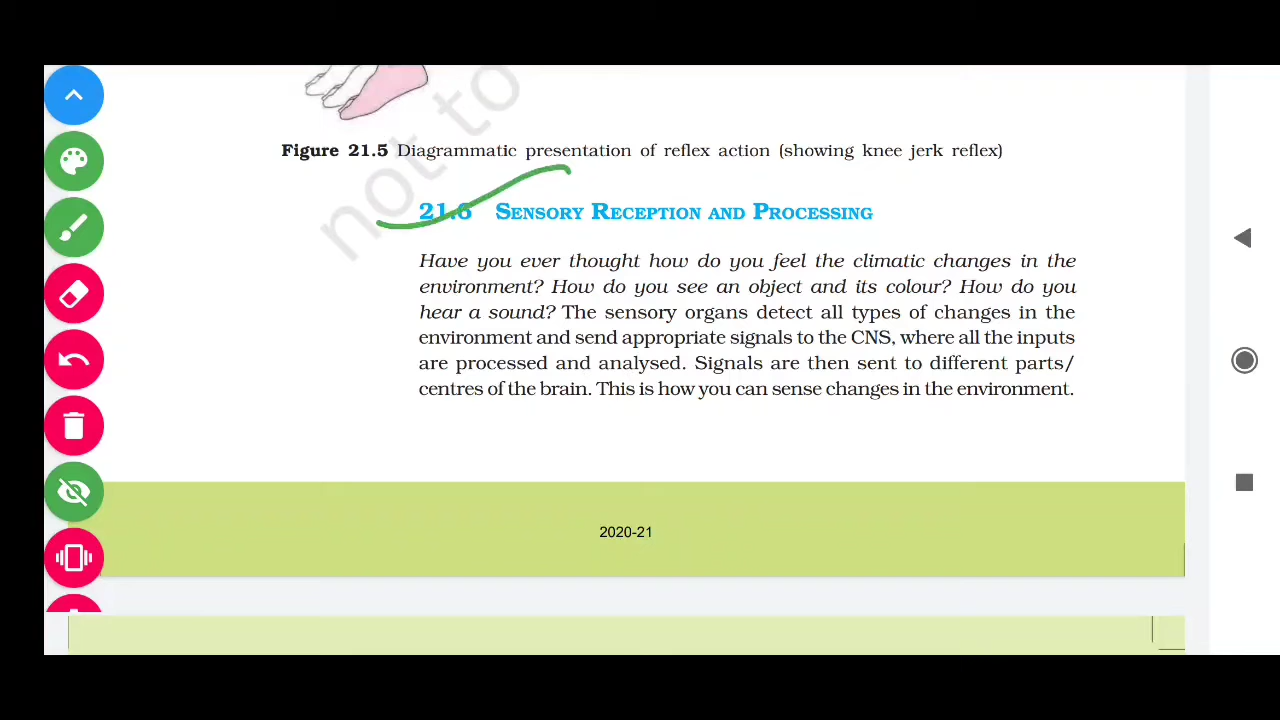 not to
Figure 21.5 Diagrammatic presentation of reflex action (showing knee jerk reflex)
21.6 SENSORY RECEPTION AND PROCESSING
Have you ever thought how do you feel the climatic changes in the
environment? How do you see an object and its colour? How do you
hear a sound? The sensory organs detect all types of changes in the
environment and send appropriate signals to the CNS, where all the inputs
are processed and analysed. Signals are then sent to different parts/
centres of the brain. This is how you can sense changes in the environment.
2020-21